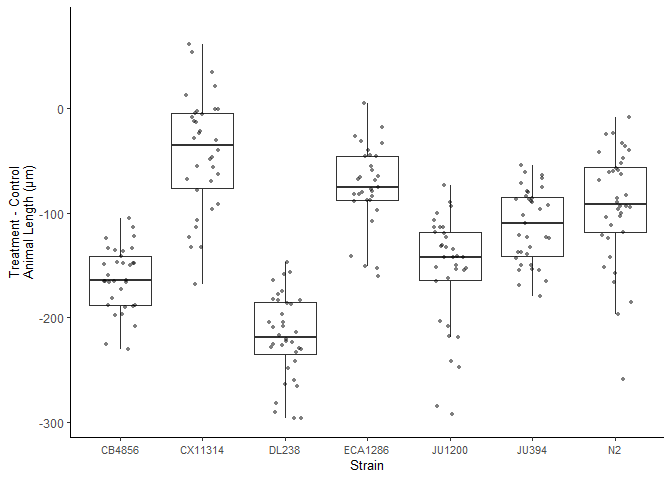 Treatment - Control
Animal Length (µm)
0
-100
-200
-300
CB4856 CX11314 DL238 ECA1286 JU1200 JU394 N2
Strain